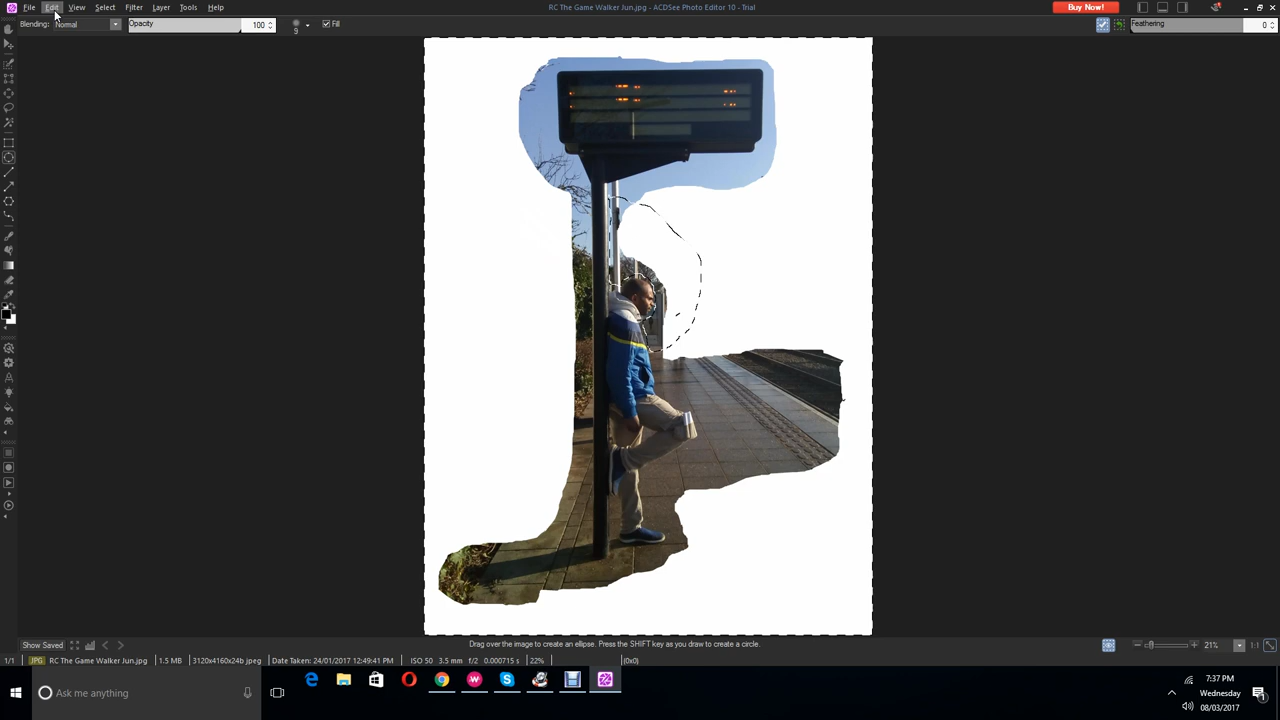 File Edit View Select Filter Layer Tools Help
RC The Game Walker Jun.jpg - ACDSee Photo Editor 10 - Trial
Buy Now!
Blending: Normal Opacity 100 9 Fill Feathering 0
Show Saved
Drag over the image to create an ellipse. Press the SHIFT key as you draw to create a circle.
21% 1:1
1/1 JPG RC The Game Walker Jun.jpg 1.5 MB 3120x4160x24b jpeg Date Taken: 24/01/2017 12:49:41 PM ISO 50 3.5 mm f/2 0.000715 s 22% (0x0)
Ask me anything
7:37 PM
Wednesday
08/03/2017